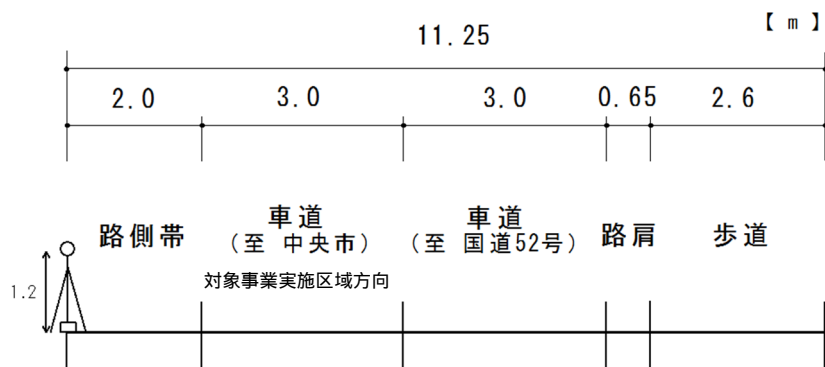 【 m 】
11.25
2.0 3.0 3.0 0.65 2.6
路側帯 車道 車道 路肩 歩道
(至 中央市) (至 国道52号)
対象事業実施区域方向
1.2